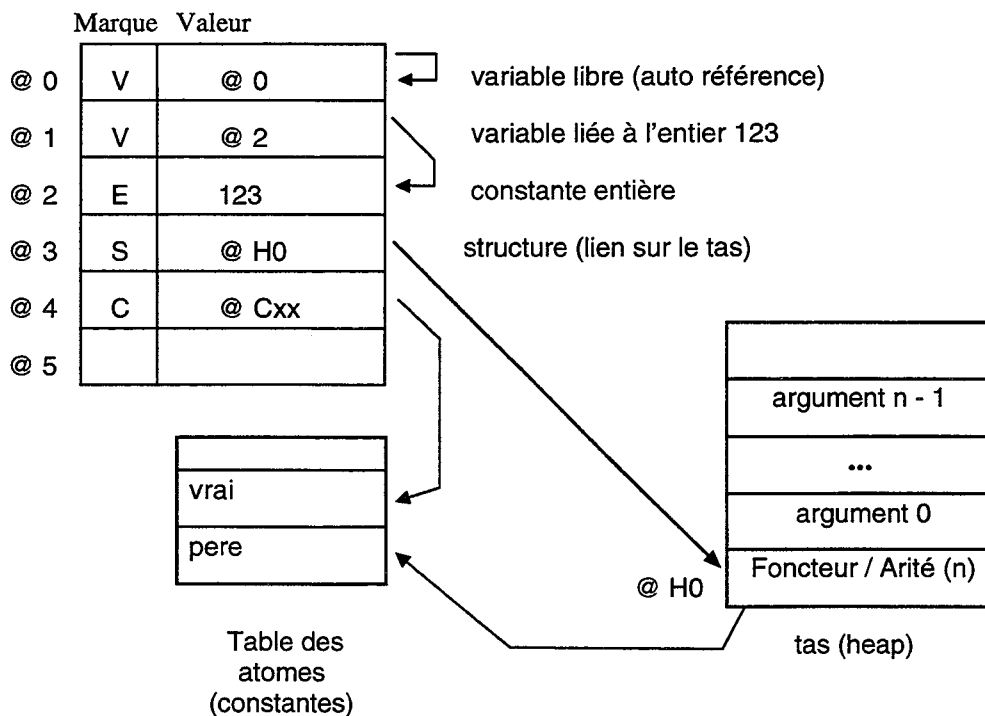 Marque Valeur
@ 0 V @ 0 variable libre (auto référence)
@ 1 V @ 2 variable liée à l'entier 123
@ 2 E 123 constante entière
@ 3 S @ H0 structure (lien sur le tas)
@ 4 C @ Cxx
@ 5
argument n - 1
...
argument 0
Foncteur / Arité (n)
@ H0
tas (heap)
vrai
pere
Table des
atomes
(constantes)